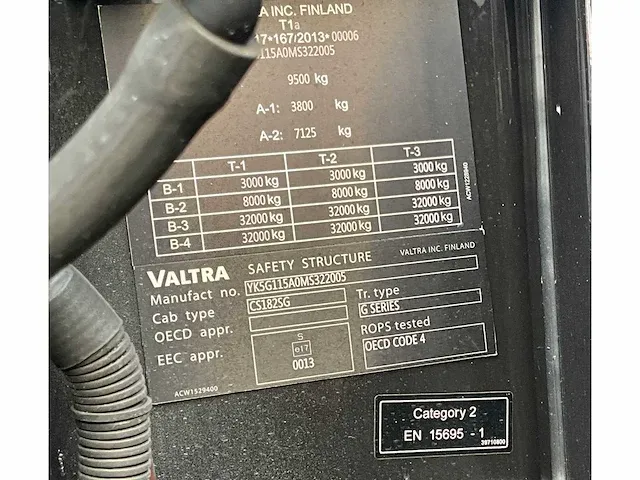 INC. FINLAND
T1a
17*167/2013*00006
115A0MS322005
9500 kg
A-1: 3800 kg
A-2: 7125 kg
T-1 T-2 T-3
B-1 3000 kg 3000 kg 3000 kg
B-2 8000 kg 8000 kg 8000 kg
B-3 32000 kg 32000 kg 32000 kg
B-4 32000 kg 32000 kg 32000 kg
ACW1228640
VALTRA SAFETY STRUCTURE VALTRA INC. FINLAND
Manufact no. YK5G115A0MS322005
Cab type CS182SG Tr. type G SERIES
OECD appr. ROPS tested
EEC appr. S e17 0013 OECD CODE 4
ACW1529400
Category 2
EN 15695 - 1
39710800